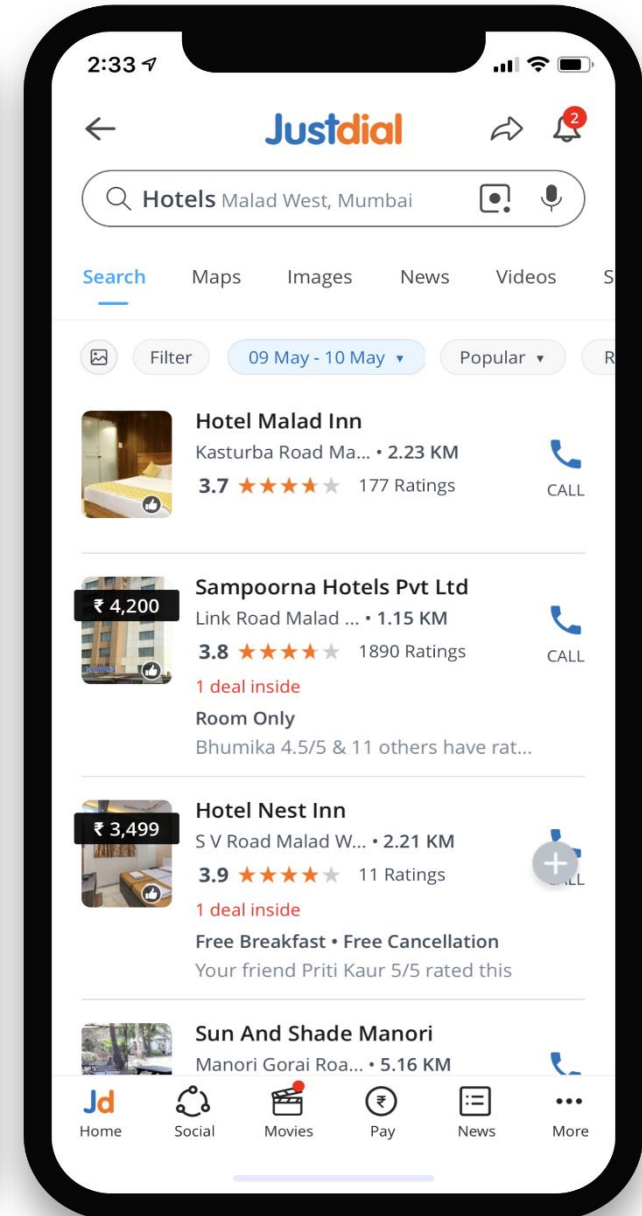 2:33
Justdial
2
Hotels Malad West, Mumbai
Search Maps Images News Videos S
Filter 09 May - 10 May ▾ Popular ▾ R
Hotel Malad Inn
Kasturba Road Ma... • 2.23 KM
3.7 ★★★★★ 177 Ratings
CALL
₹ 4,200
Sampoorna Hotels Pvt Ltd
Link Road Malad ... • 1.15 KM
3.8 ★★★★★ 1890 Ratings
CALL
1 deal inside
Room Only
Bhumika 4.5/5 & 11 others have rat...
₹ 3,499
Hotel Nest Inn
S V Road Malad W... • 2.21 KM
3.9 ★★★★★ 11 Ratings
CALL
1 deal inside
Free Breakfast • Free Cancellation
Your friend Priti Kaur 5/5 rated this
Sun And Shade Manori
Manori Gorai Roa... • 5.16 KM
Jd
Home Social Movies Pay News More